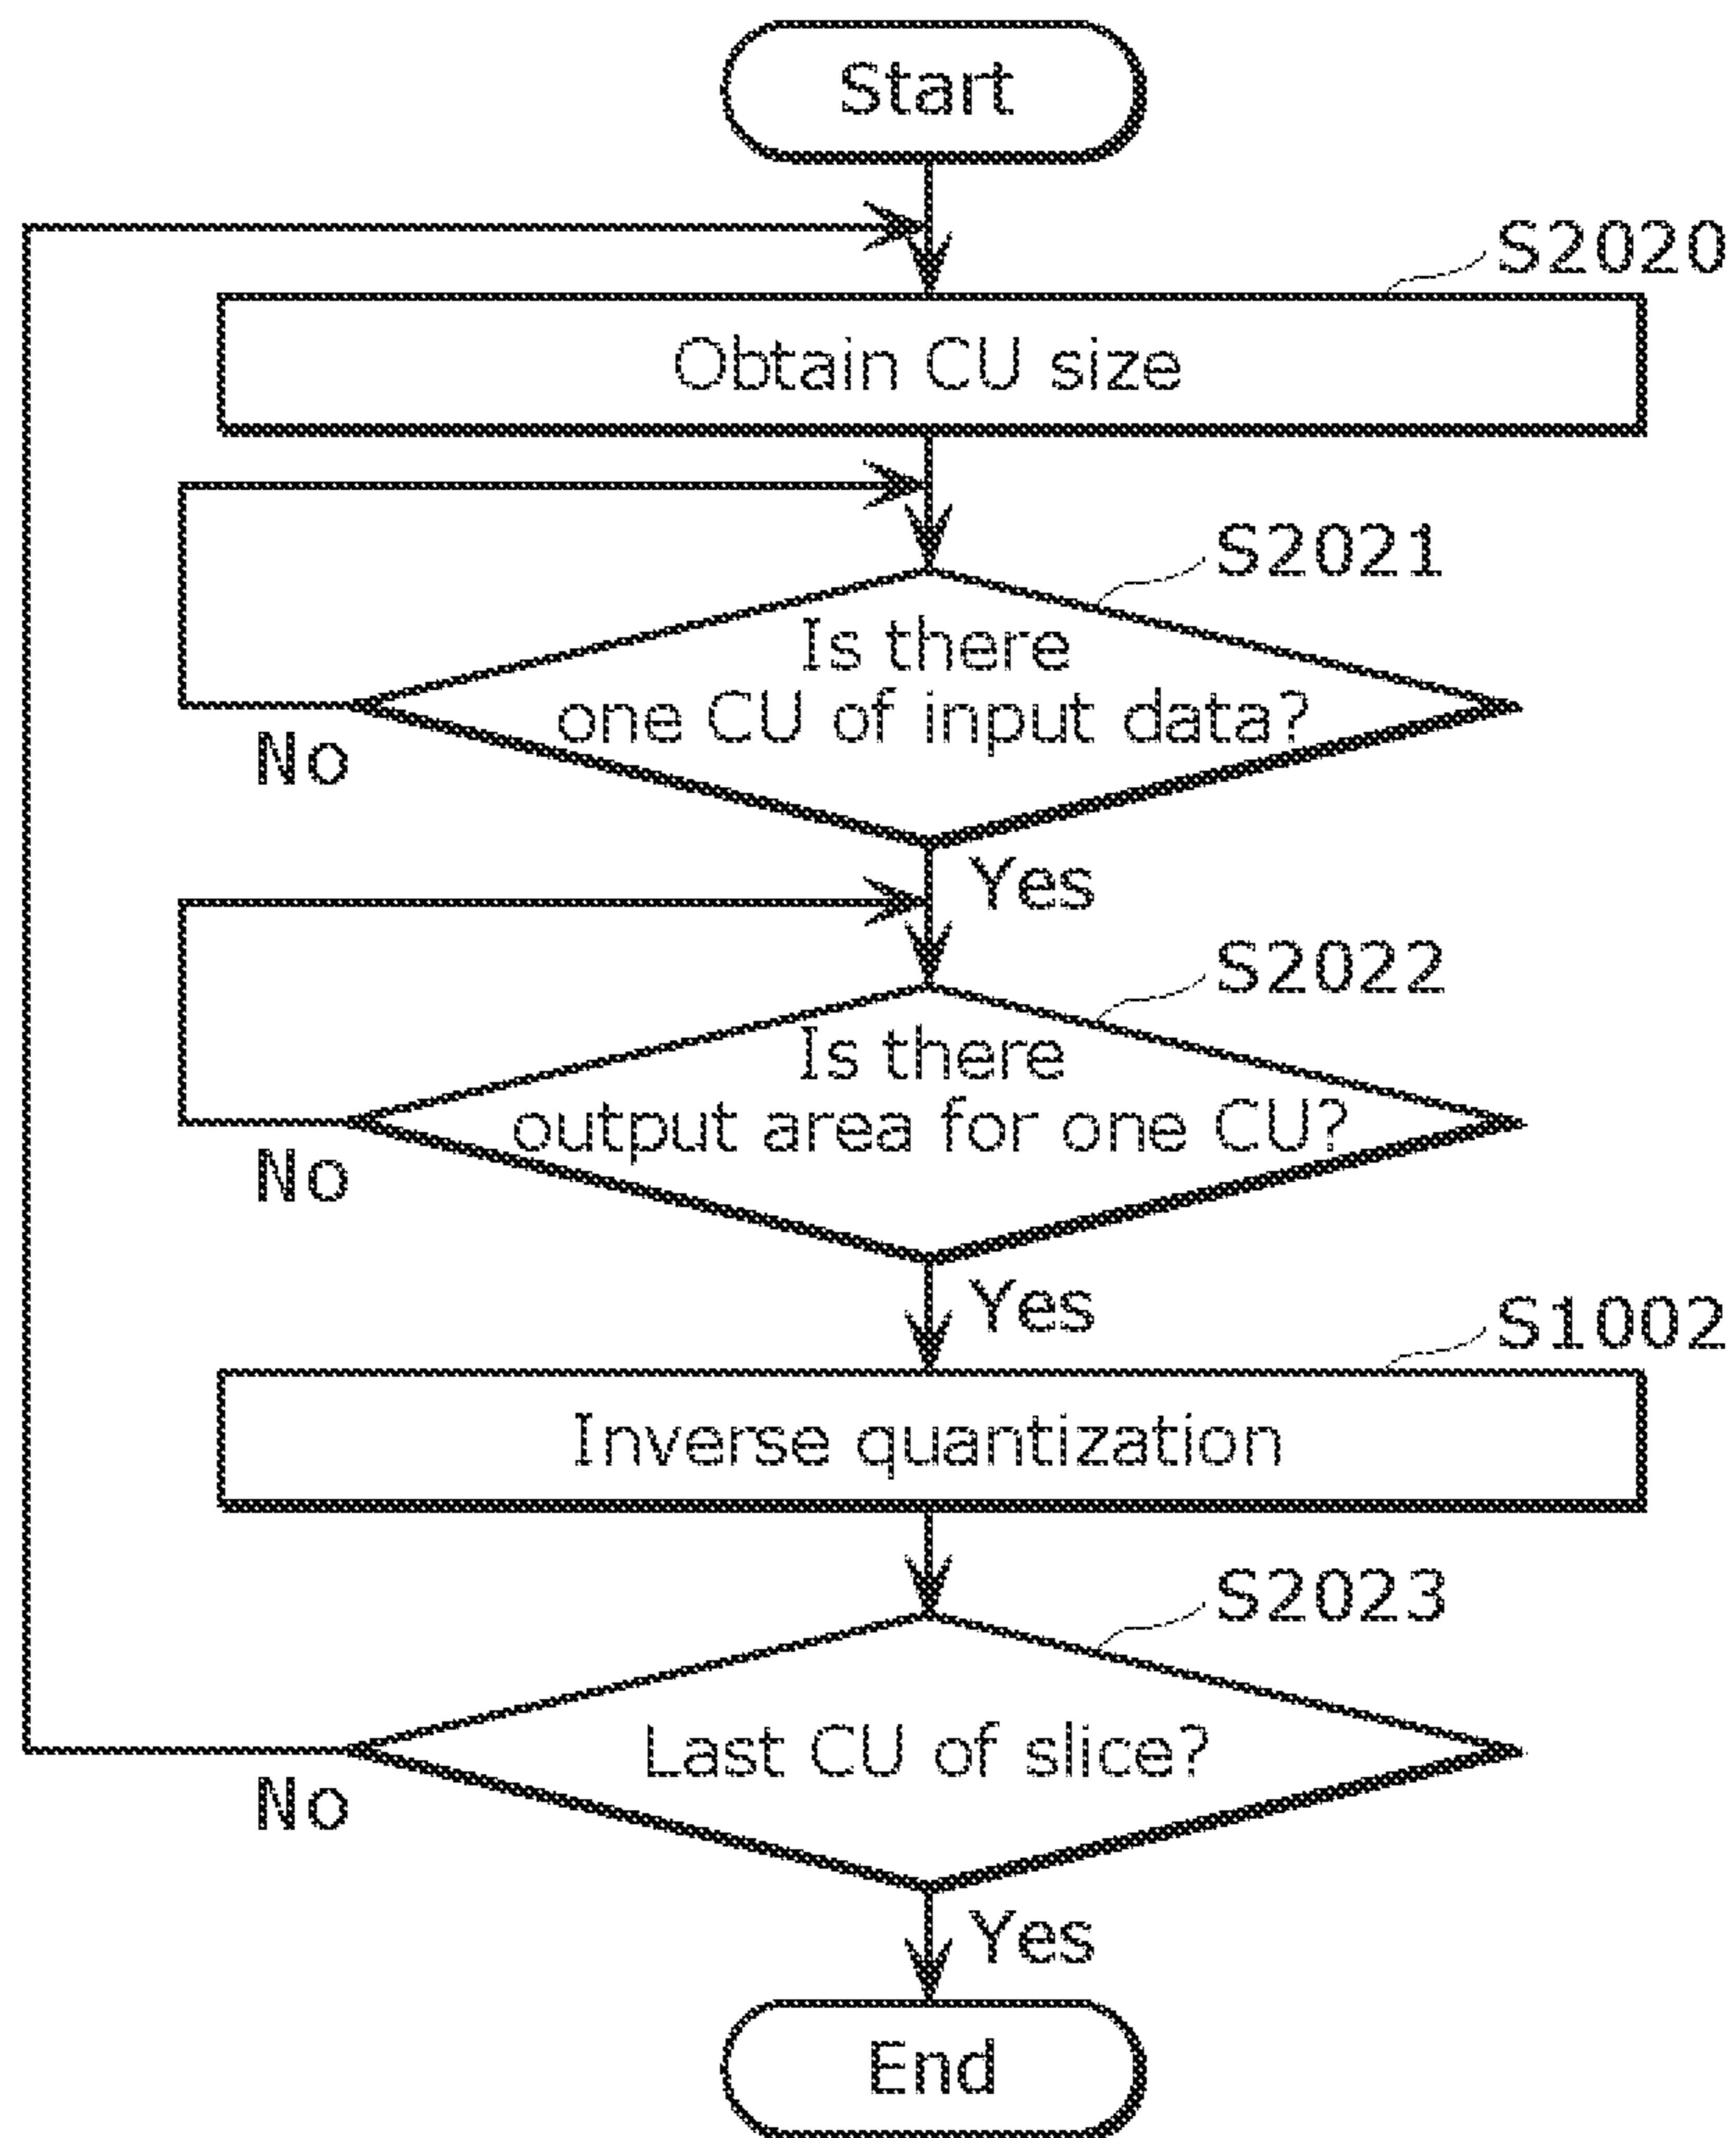 Start
S2020
Obtain CU size
S2021
Is there
one CU of input data?
No
Yes
S2022
Is there
output area for one CU?
No
Yes
S1002
Inverse quantization
S2023
Last CU of slice?
No
Yes
End